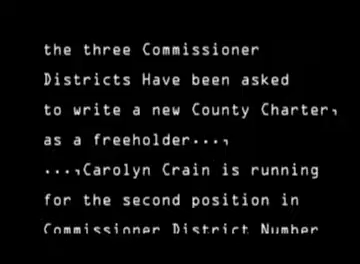 the three Commissioner
Districts Have been asked
to write a new County Charter,
as a freeholder...,
...,Carolyn Crain is running
for the second position in
Commissioner District Number